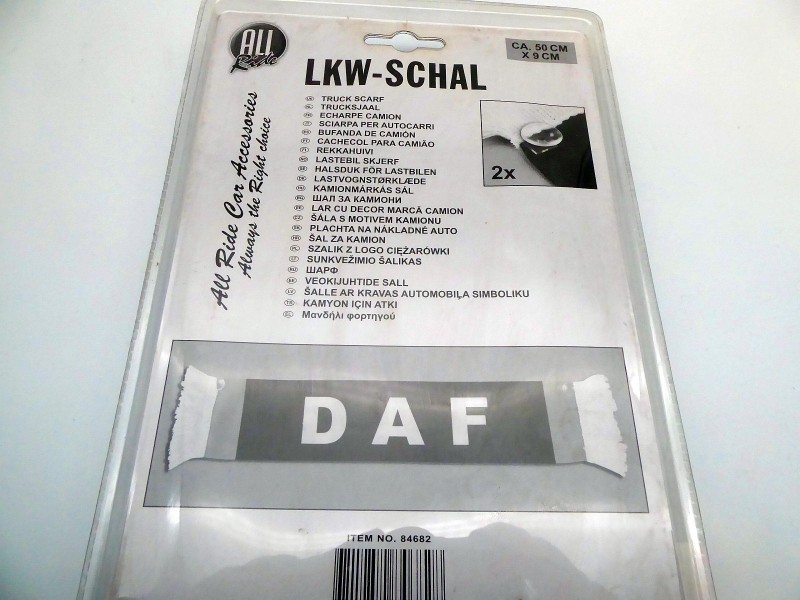 ALL
Ride
All Ride Car Accessories
Always the Right choice
LKW-SCHAL
CA. 50 CM
X 9 CM
TRUCK SCARF
TRUCKSJAAL
ECHARPE CAMION
SCIARPA PER AUTOCARRI
BUFANDA DE CAMIÓN
CACHECOL PARA CAMIÃO
REKKAHUIVI
LASTEBIL SKJERF
HALSDUK FÖR LASTBILEN
LASTVOGNSTØRKLÆDE
KAMIONMÁRKÁS SÁL
ШАЛ ЗА КАМИОНИ
LAR CU DECOR MARCĂ CAMION
ŠÁLA S MOTIVEM KAMIONU
PLACHTA NA NÁKLADNÉ AUTO
ŠAL ZA KAMION
SZALIK Z LOGO CIĘŻARÓWKI
SUNKVEŽIMIO ŠALIKAS
ШАРФ
VEOKIJUHTIDE SALL
ŠALLE AR KRAVAS AUTOMOBIĻA SIMBOLIKU
KAMYON IÇIN ATKI
Μανδήλι φορτηγού
2x
DAF
ITEM NO. 84682